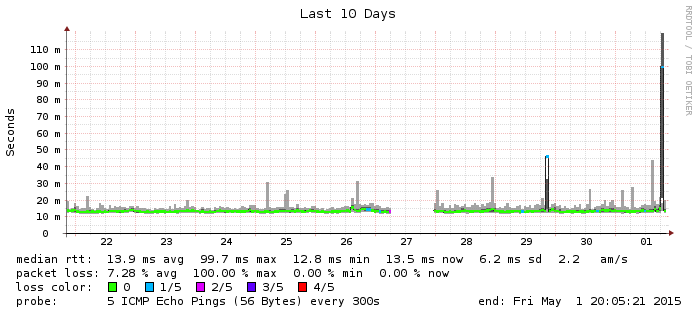 Last 10 Days
RRDTOOL / TOBI OETIKER
Seconds
110 m
100 m
90 m
80 m
70 m
60 m
50 m
40 m
30 m
20 m
10 m
0
22 23 24 25 26 27 28 29 30 01
median rtt: 13.9 ms avg 99.7 ms max 12.8 ms min 13.5 ms now 6.2 ms sd 2.2 am/s
packet loss: 7.28 % avg 100.00 % max 0.00 % min 0.00 % now
loss color: 0 1/5 2/5 3/5 4/5
probe: 5 ICMP Echo Pings (56 Bytes) every 300s end: Fri May 1 20:05:21 2015